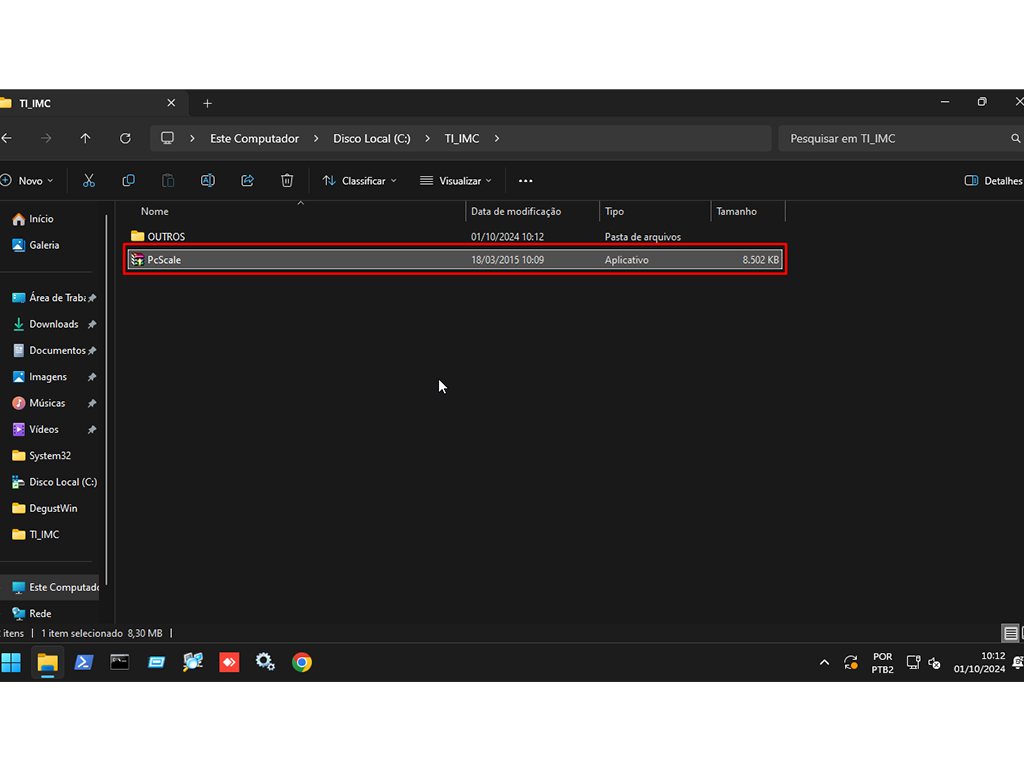 TI_IMC
Este Computador > Disco Local (C:) > TI_IMC >
Pesquisar em TI_IMC
Novo
Classificar
Visualizar
Detalhes
Nome Data de modificação Tipo Tamanho
OUTROS 01/10/2024 10:12 Pasta de arquivos
PcScale 18/03/2015 10:09 Aplicativo 8.502 KB
Início
Galeria
Área de Traba
Downloads
Documentos
Imagens
Músicas
Vídeos
System32
Disco Local (C:)
DegustWin
TI_IMC
Este Computado
Rede
itens | 1 item selecionado 8,30 MB |
POR
PTB2
10:12
01/10/2024